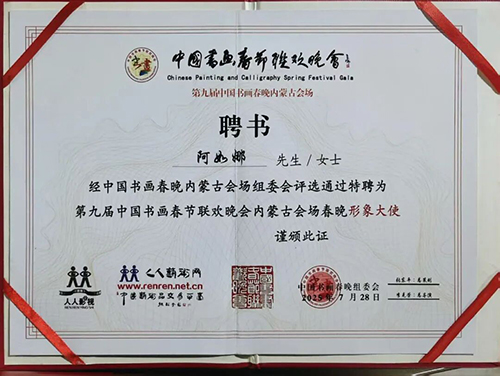 中国书画春节联欢晚会
Chinese Painting and Calligraphy Spring Festival Gala
第九届中国书画春晚内蒙古会场
聘书
阿如娜 先生/女士
经中国书画春晚内蒙古会场组委会评选通过特聘为
第九届中国书画春节联欢晚会内蒙古会场春晚形象大使
谨颁此证
人人艺术网
www.renren.net.cn
人人影视
中国书画春晚组委会
2025年7月28日